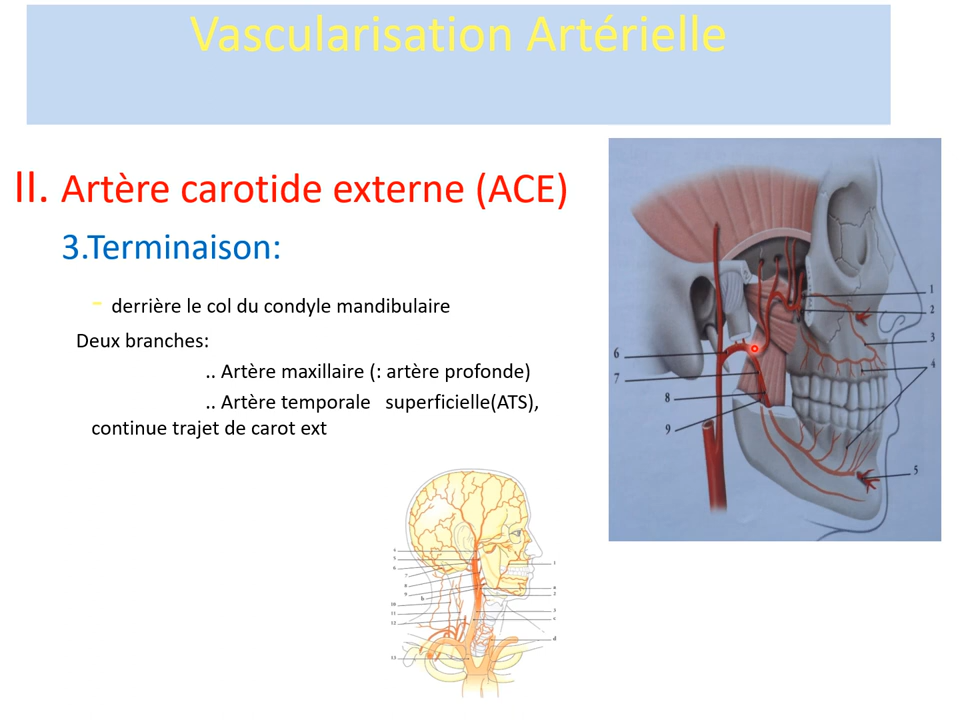 Vascularisation Artérielle
II. Artère carotide externe (ACE)
3.Terminaison:
- derrière le col du condyle mandibulaire
Deux branches:
.. Artère maxillaire (: artère profonde)
.. Artère temporale superficielle(ATS),
continue trajet de carot ext
1
2
3
4
5
6
7
8
9